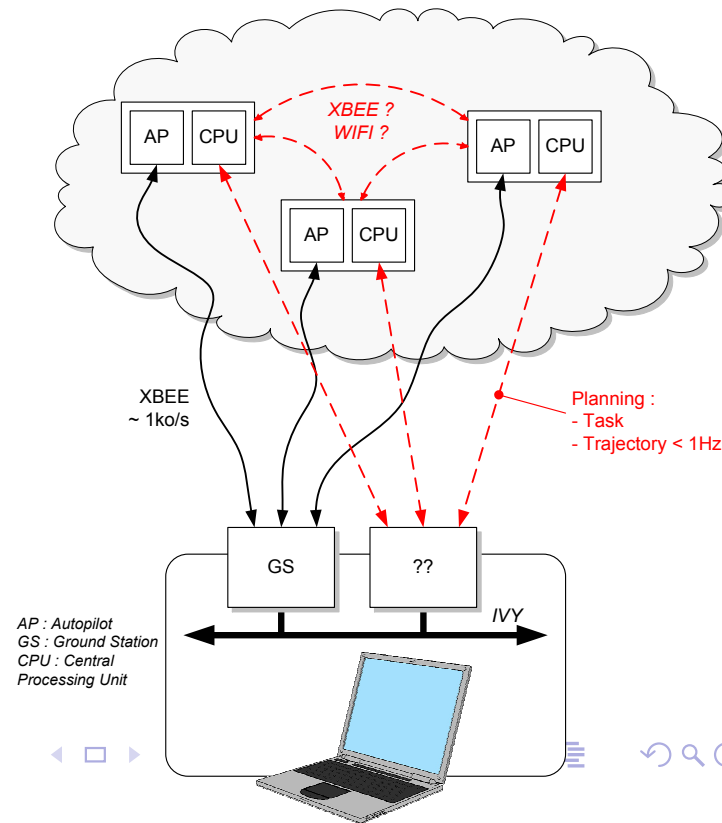 XBEE ?
WIFI ?
AP
CPU
AP
CPU
AP
CPU
XBEE
~ 1ko/s
Planning :
- Task
- Trajectory < 1Hz
GS
??
IVY
AP : Autopilot
GS : Ground Station
CPU : Central
Processing Unit